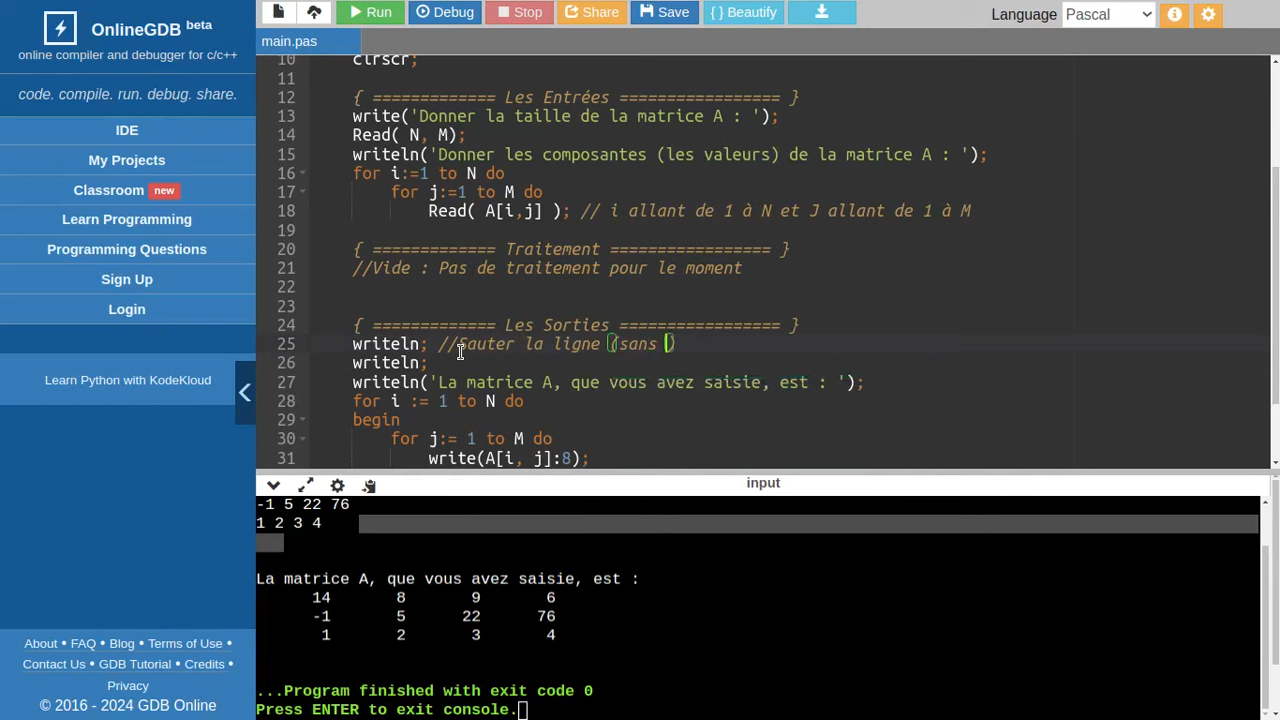 OnlineGDB beta
online compiler and debugger for c/c++
code. compile. run. debug. share.
IDE
My Projects
Classroom new
Learn Programming
Programming Questions
Sign Up
Login
Learn Python with KodeKloud
About • FAQ • Blog • Terms of Use •
Contact Us • GDB Tutorial • Credits •
Privacy
© 2016 - 2024 GDB Online
Run Debug Stop Share Save { } Beautify Language Pascal
main.pas
10 clrscr;
11
12 { ============= Les Entrées ================= }
13 write('Donner la taille de la matrice A : ');
14 Read( N, M);
15 writeln('Donner les composantes (les valeurs) de la matrice A : ');
16 for i:=1 to N do
17 for j:=1 to M do
18 Read( A[i,j] ); // i allant de 1 à N et J allant de 1 à M
19
20 { ============= Traitement ================= }
21 //Vide : Pas de traitement pour le moment
22
23
24 { ============= Les Sorties ================= }
25 writeln; //Sauter la ligne (sans )
26 writeln;
27 writeln('La matrice A, que vous avez saisie, est : ');
28 for i := 1 to N do
29 begin
30 for j:= 1 to M do
31 write(A[i, j]:8);
input
-1 5 22 76
1 2 3 4
La matrice A, que vous avez saisie, est :
14 8 9 6
-1 5 22 76
1 2 3 4
...Program finished with exit code 0
Press ENTER to exit console.